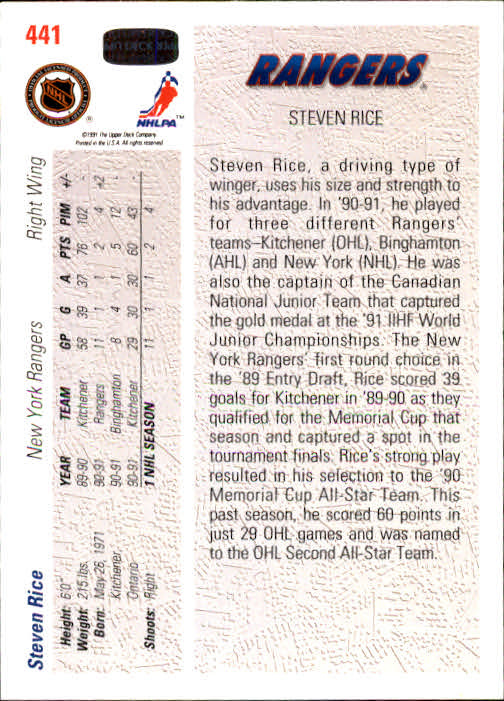 441
NHL
NHLPA™
©1991 The Upper Deck Company
Printed in the U.S.A. All rights reserved
RANGERS®
STEVEN RICE
Steven Rice, a driving type of
winger, uses his size and strength to
his advantage. In '90-91, he played
for three different Rangers'
teams–Kitchener (OHL), Binghamton
(AHL) and New York (NHL). He was
also the captain of the Canadian
National Junior Team that captured
the gold medal at the '91 IIHF World
Junior Championships. The New
York Rangers' first round choice in
the '89 Entry Draft, Rice scored 39
goals for Kitchener in '89-90 as they
qualified for the Memorial Cup that
season and captured a spot in the
tournament finals. Rice's strong play
resulted in his selection to the '90
Memorial Cup All-Star Team. This
past season, he scored 60 points in
just 29 OHL games and was named
to the OHL Second All-Star Team.
Steven Rice New York Rangers Right Wing
Height: 6'0"
Weight: 215 lbs.
Born: May 26, 1971
Kitchener
Ontario
Shoots: Right
YEAR TEAM GP G A PTS PIM +/-
89-90 Kitchener 58 39 37 76 102 -
90-91 Rangers 11 1 1 2 4 +2
90-91 Binghamton 8 4 1 5 12 -
90-91 Kitchener 29 30 30 60 43 -
1 NHL SEASON 11 1 1 2 4